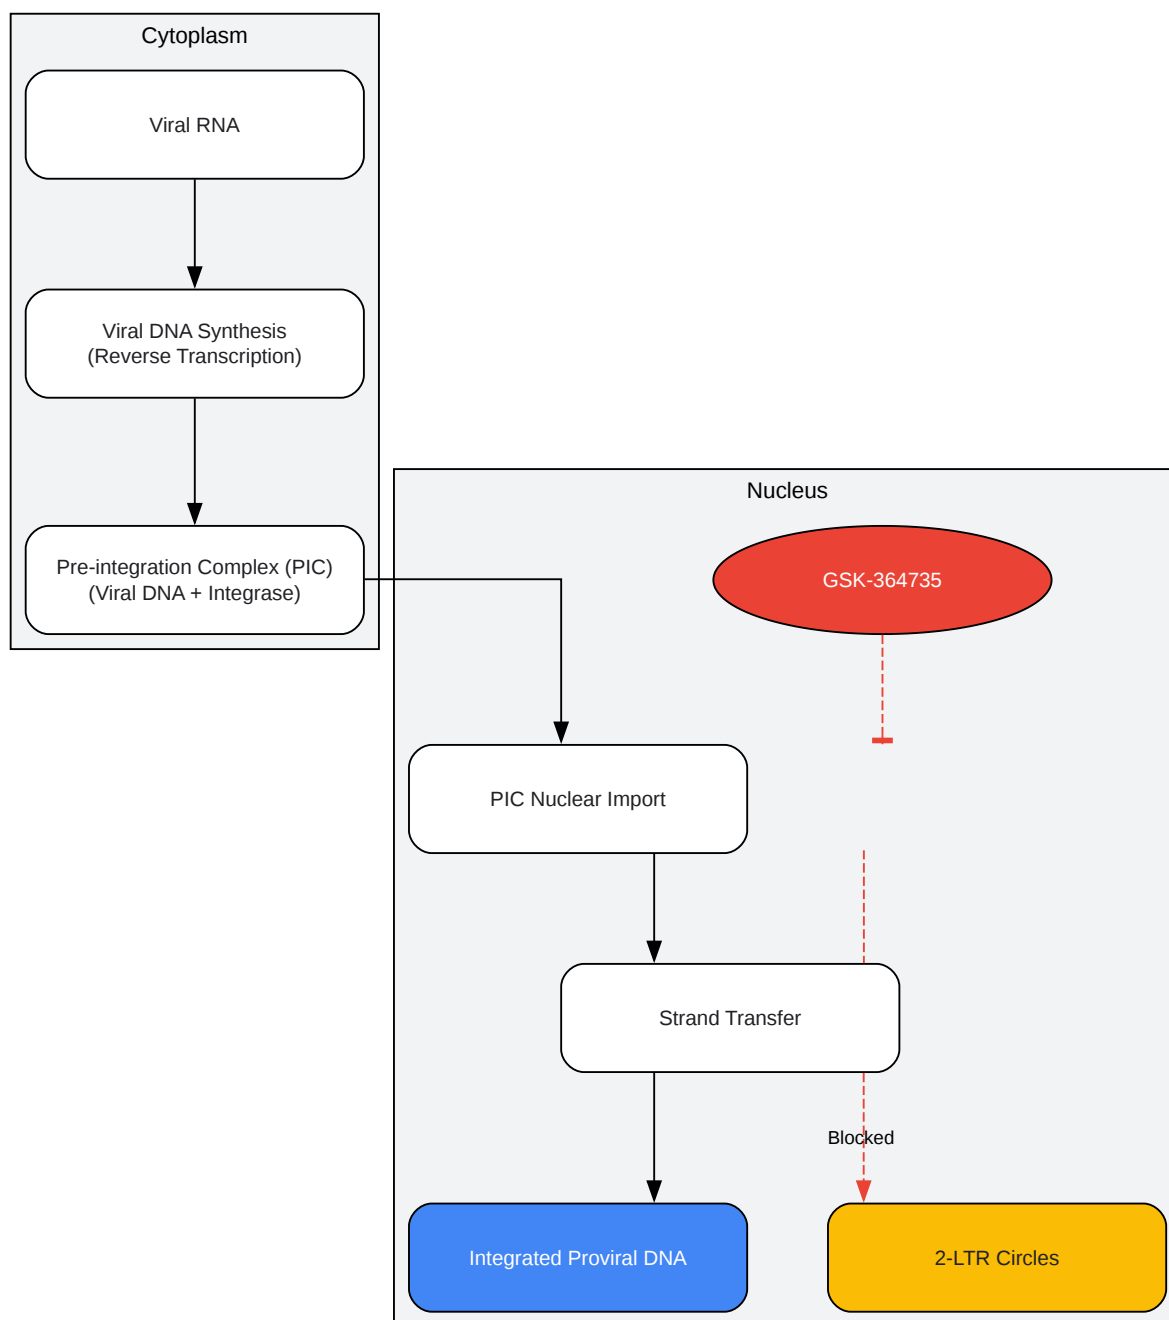 Cytoplasm
Viral RNA
Viral DNA Synthesis
(Reverse Transcription)
Pre-integration Complex (PIC)
(Viral DNA + Integrase)
Nucleus
GSK-364735
PIC Nuclear Import
Strand Transfer
Blocked
Integrated Proviral DNA
2-LTR Circles